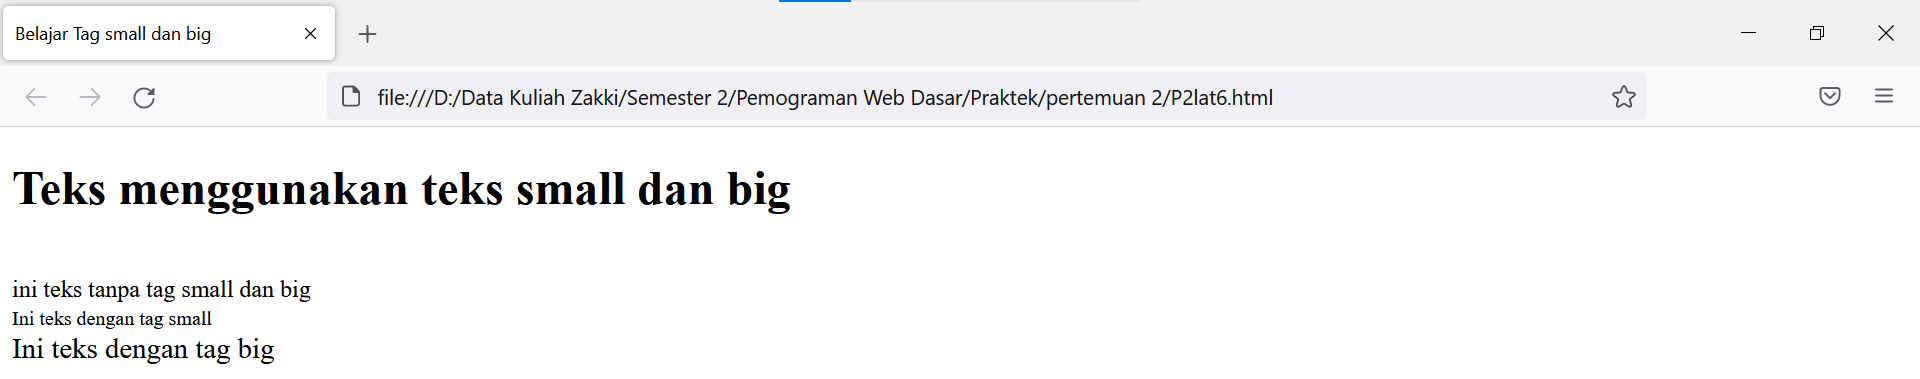 Belajar Tag small dan big
file:///D:/Data Kuliah Zakki/Semester 2/Pemograman Web Dasar/Praktek/pertemuan 2/P2lat6.html
Teks menggunakan teks small dan big
ini teks tanpa tag small dan big
Ini teks dengan tag small
Ini teks dengan tag big